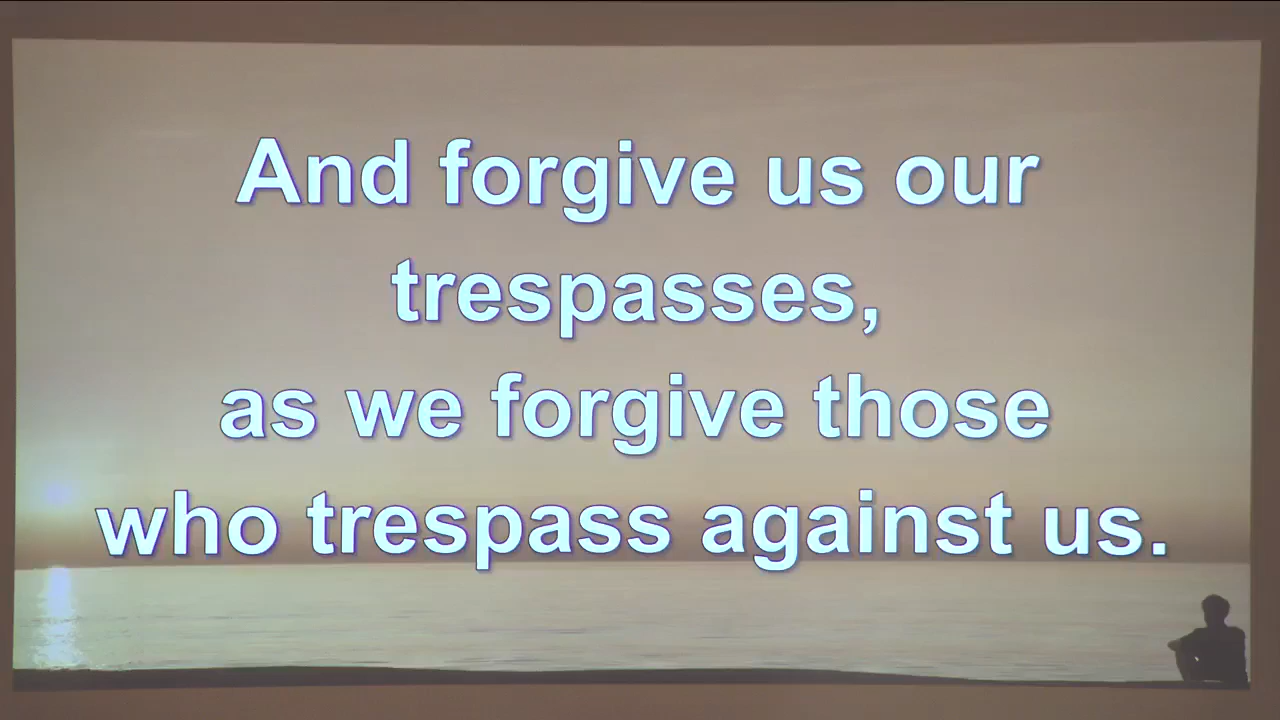 And forgive us our
trespasses,
as we forgive those
who trespass against us.